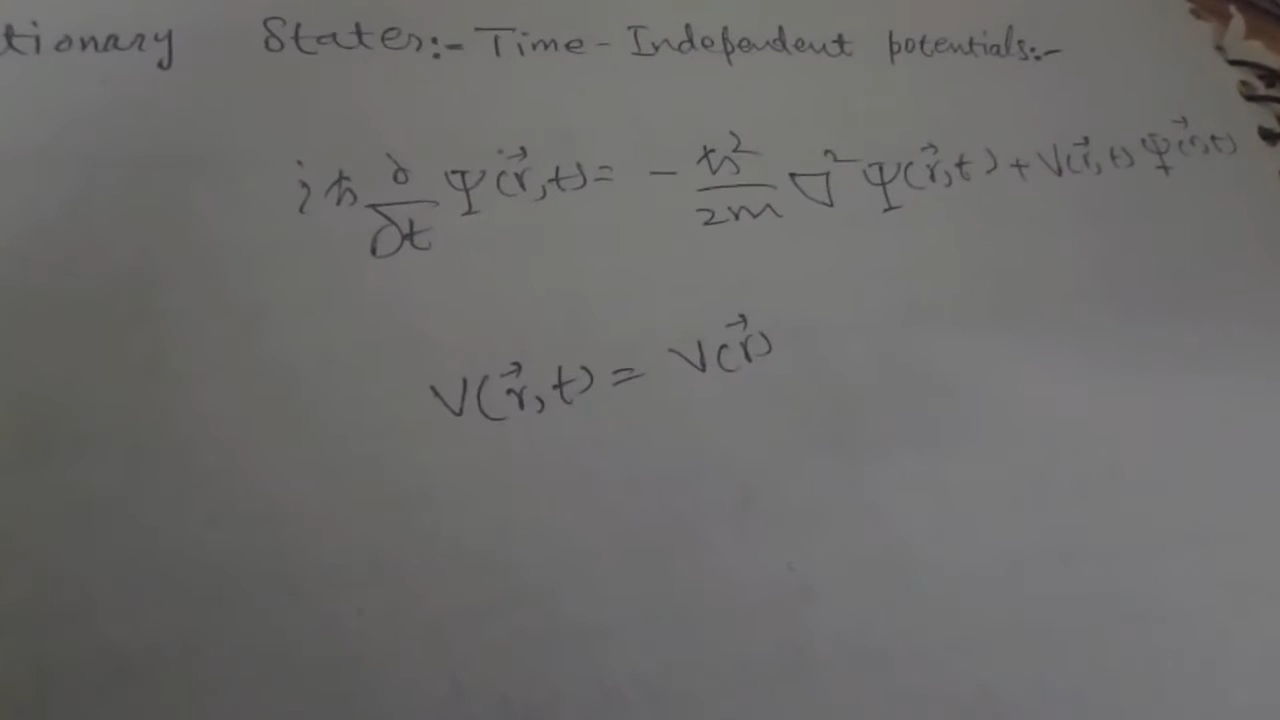 tionary States:- Time-Independent potentials:-
iℏ ∂/∂t Ψ(r⃗,t) = -ℏ²/2m ∇² Ψ(r⃗,t) + V(r⃗,t) Ψ(r⃗,t)
V(r⃗,t) = V(r⃗)